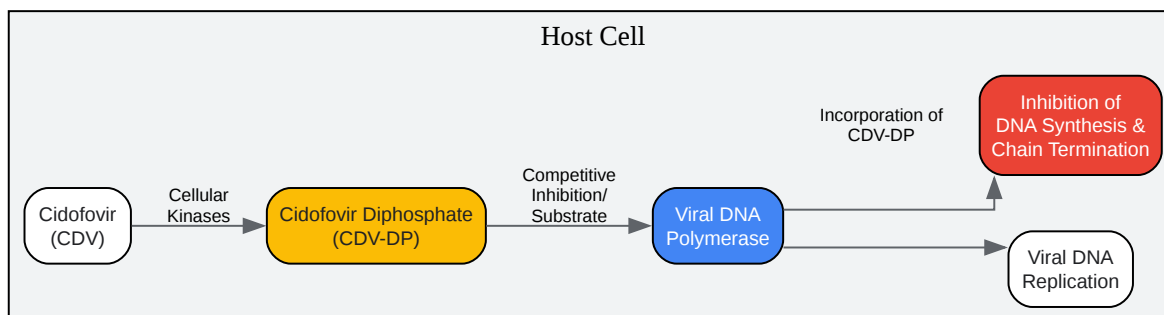 Host Cell
Cidofovir
(CDV)
Cellular
Kinases
Cidofovir Diphosphate
(CDV-DP)
Competitive
Inhibition/
Substrate
Viral DNA
Polymerase
Incorporation of
CDV-DP
Inhibition of
DNA Synthesis &
Chain Termination
Viral DNA
Replication